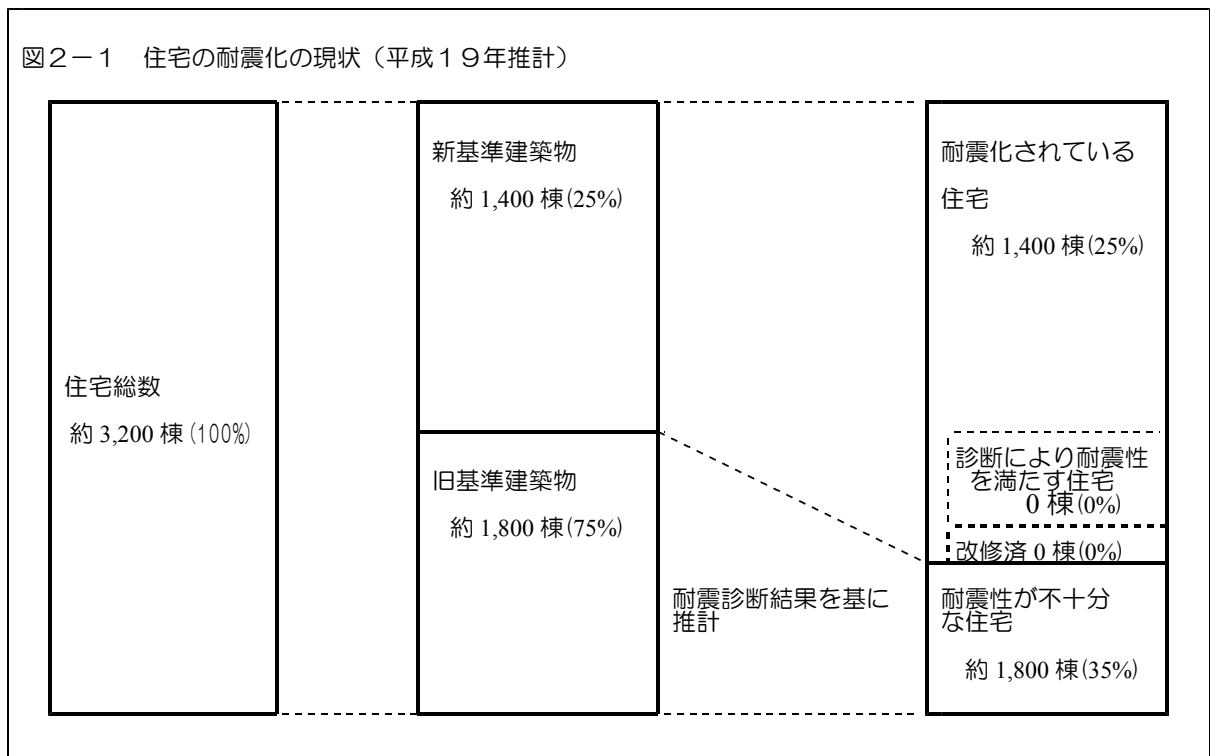 図２－１　住宅の耐震化の現状（平成１９年推計）
住宅総数
約 3,200 棟(100%)
新基準建築物
約 1,400 棟(25%)
旧基準建築物
約 1,800 棟(75%)
耐震診断結果を基に
推計
耐震化されている
住宅
約 1,400 棟(25%)
診断により耐震性
を満たす住宅
0 棟(0%)
改修済 0 棟(0%)
耐震性が不十分
な住宅
約 1,800 棟(35%)